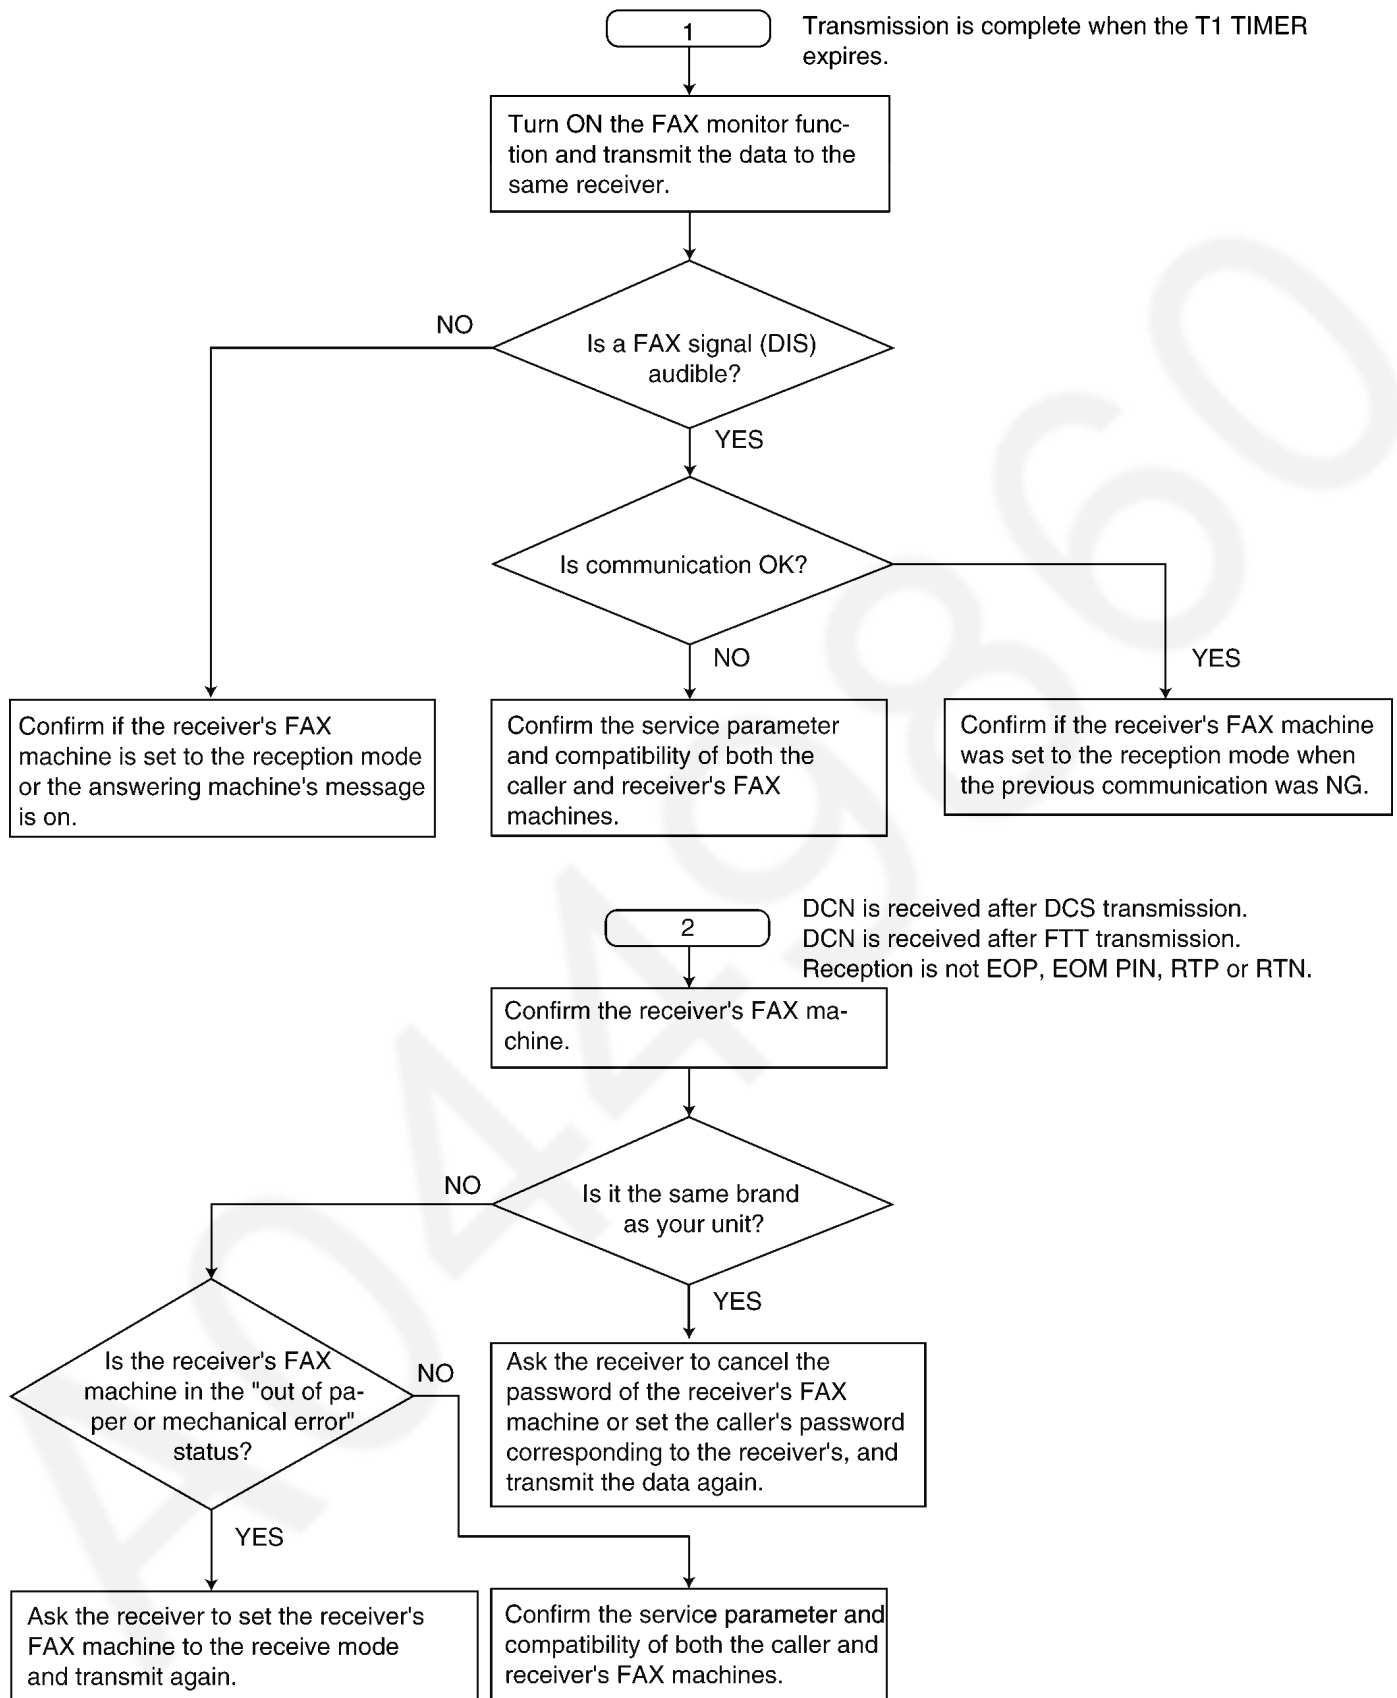 1
Transmission is complete when the T1 TIMER
expires.
Turn ON the FAX monitor func-
tion and transmit the data to the
same receiver.
NO
Is a FAX signal (DIS)
audible?
YES
Is communication OK?
NO
YES
Confirm if the receiver's FAX
machine is set to the reception mode
or the answering machine's message
is on.
Confirm the service parameter
and compatibility of both the
caller and receiver's FAX
machines.
Confirm if the receiver's FAX machine
was set to the reception mode when
the previous communication was NG.
2
DCN is received after DCS transmission.
DCN is received after FTT transmission.
Reception is not EOP, EOM PIN, RTP or RTN.
Confirm the receiver's FAX ma-
chine.
NO
Is it the same brand
as your unit?
YES
Is the receiver's FAX
machine in the "out of pa-
per or mechanical error"
status?
NO
Ask the receiver to cancel the
password of the receiver's FAX
machine or set the caller's password
corresponding to the receiver's, and
transmit the data again.
YES
Ask the receiver to set the receiver's
FAX machine to the receive mode
and transmit again.
Confirm the service parameter and
compatibility of both the caller and
receiver's FAX machines.
A04449860